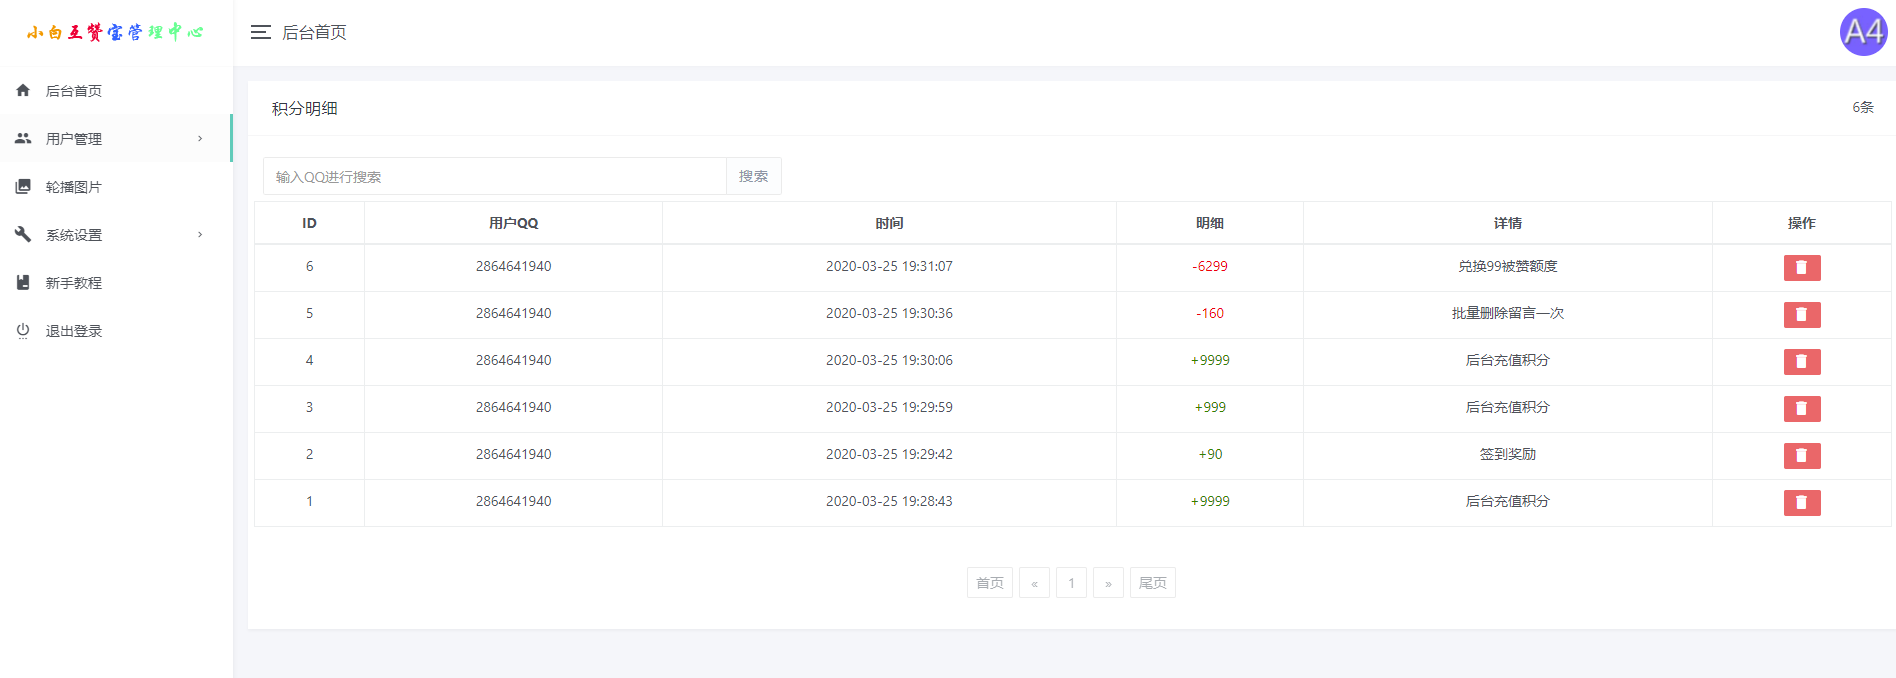 小白互赞宝管理中心
后台首页
A4
后台首页
用户管理
轮播图片
系统设置
新手教程
退出登录
积分明细
6条
输入QQ进行搜索 搜索
ID 用户QQ 时间 明细 详情 操作
6 2864641940 2020-03-25 19:31:07 -6299 兑换99被赞额度
5 2864641940 2020-03-25 19:30:36 -160 批量删除留言一次
4 2864641940 2020-03-25 19:30:06 +9999 后台充值积分
3 2864641940 2020-03-25 19:29:59 +999 后台充值积分
2 2864641940 2020-03-25 19:29:42 +90 签到奖励
1 2864641940 2020-03-25 19:28:43 +9999 后台充值积分
首页 « 1 » 尾页